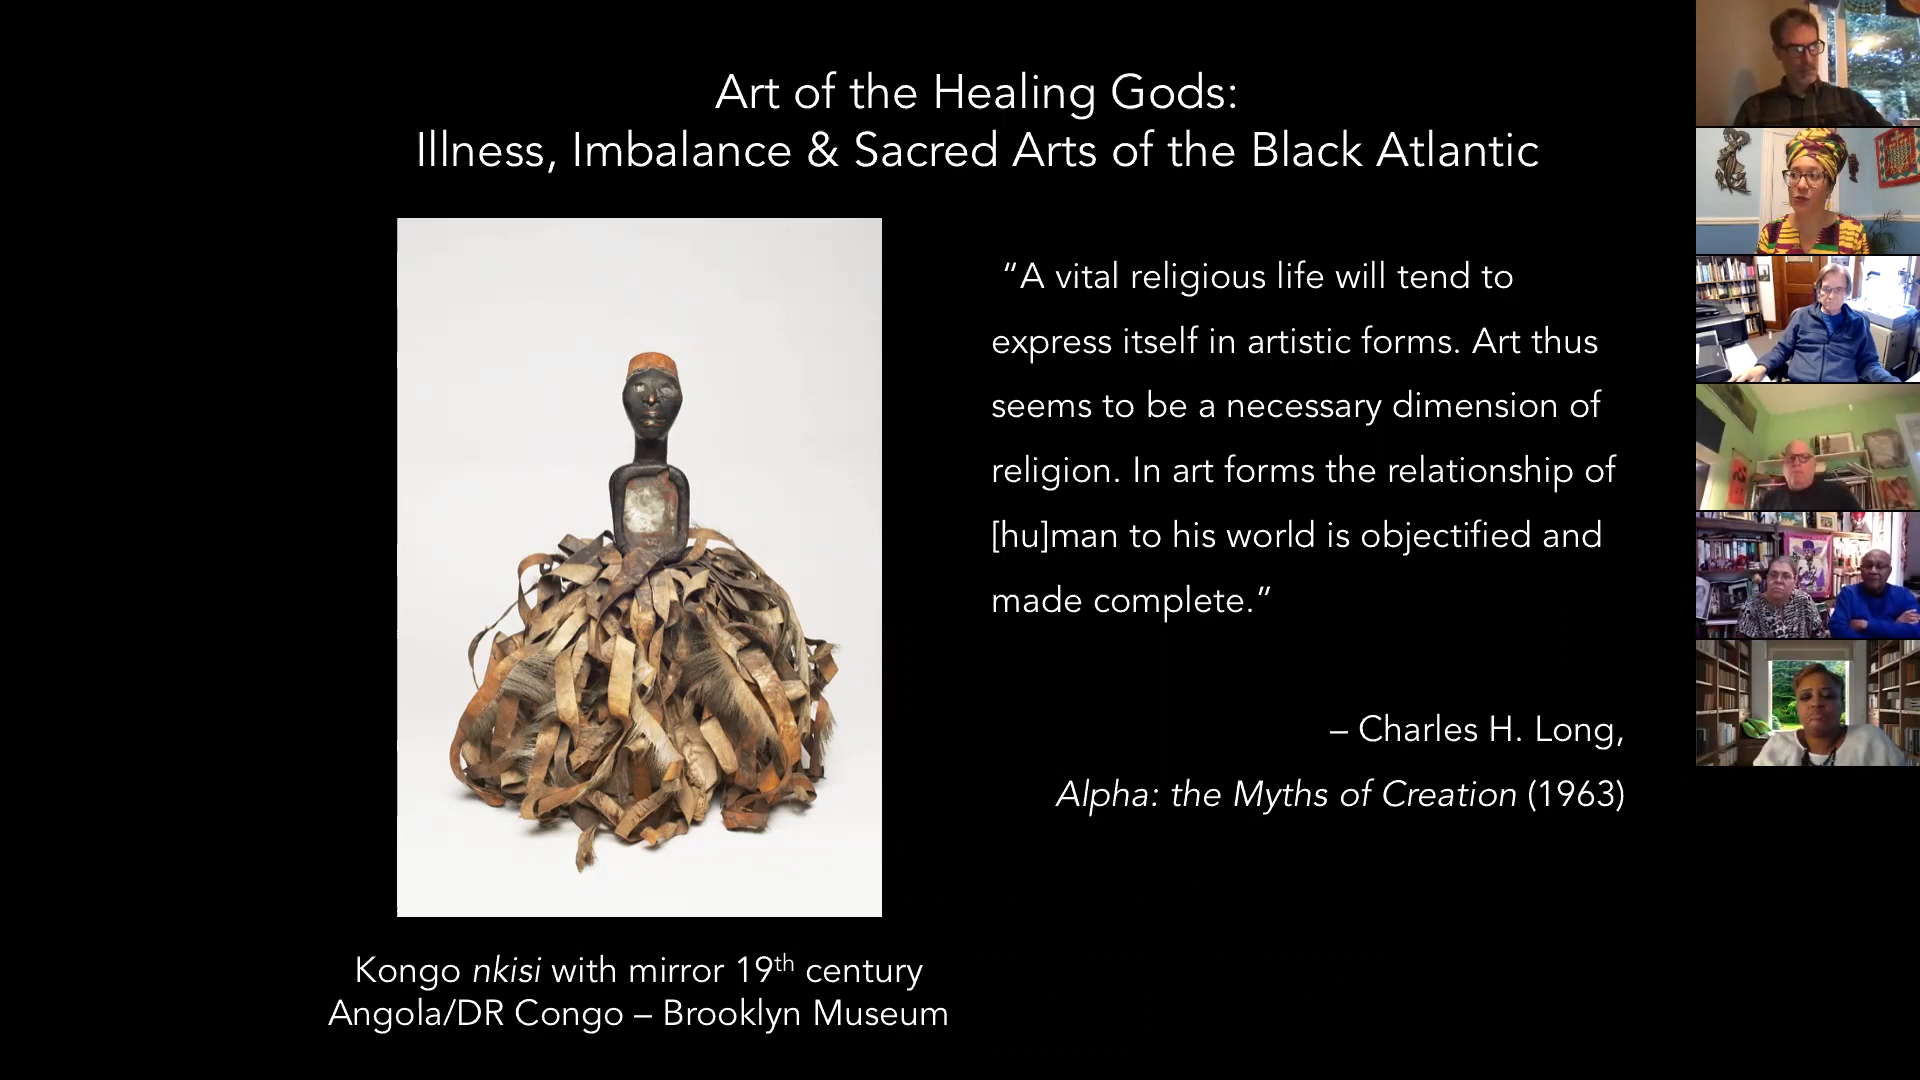 Art of the Healing Gods:
Illness, Imbalance & Sacred Arts of the Black Atlantic
“A vital religious life will tend to
express itself in artistic forms. Art thus
seems to be a necessary dimension of
religion. In art forms the relationship of
[hu]man to his world is objectified and
made complete.”
– Charles H. Long,
Alpha: the Myths of Creation (1963)
Kongo nkisi with mirror 19th century
Angola/DR Congo – Brooklyn Museum